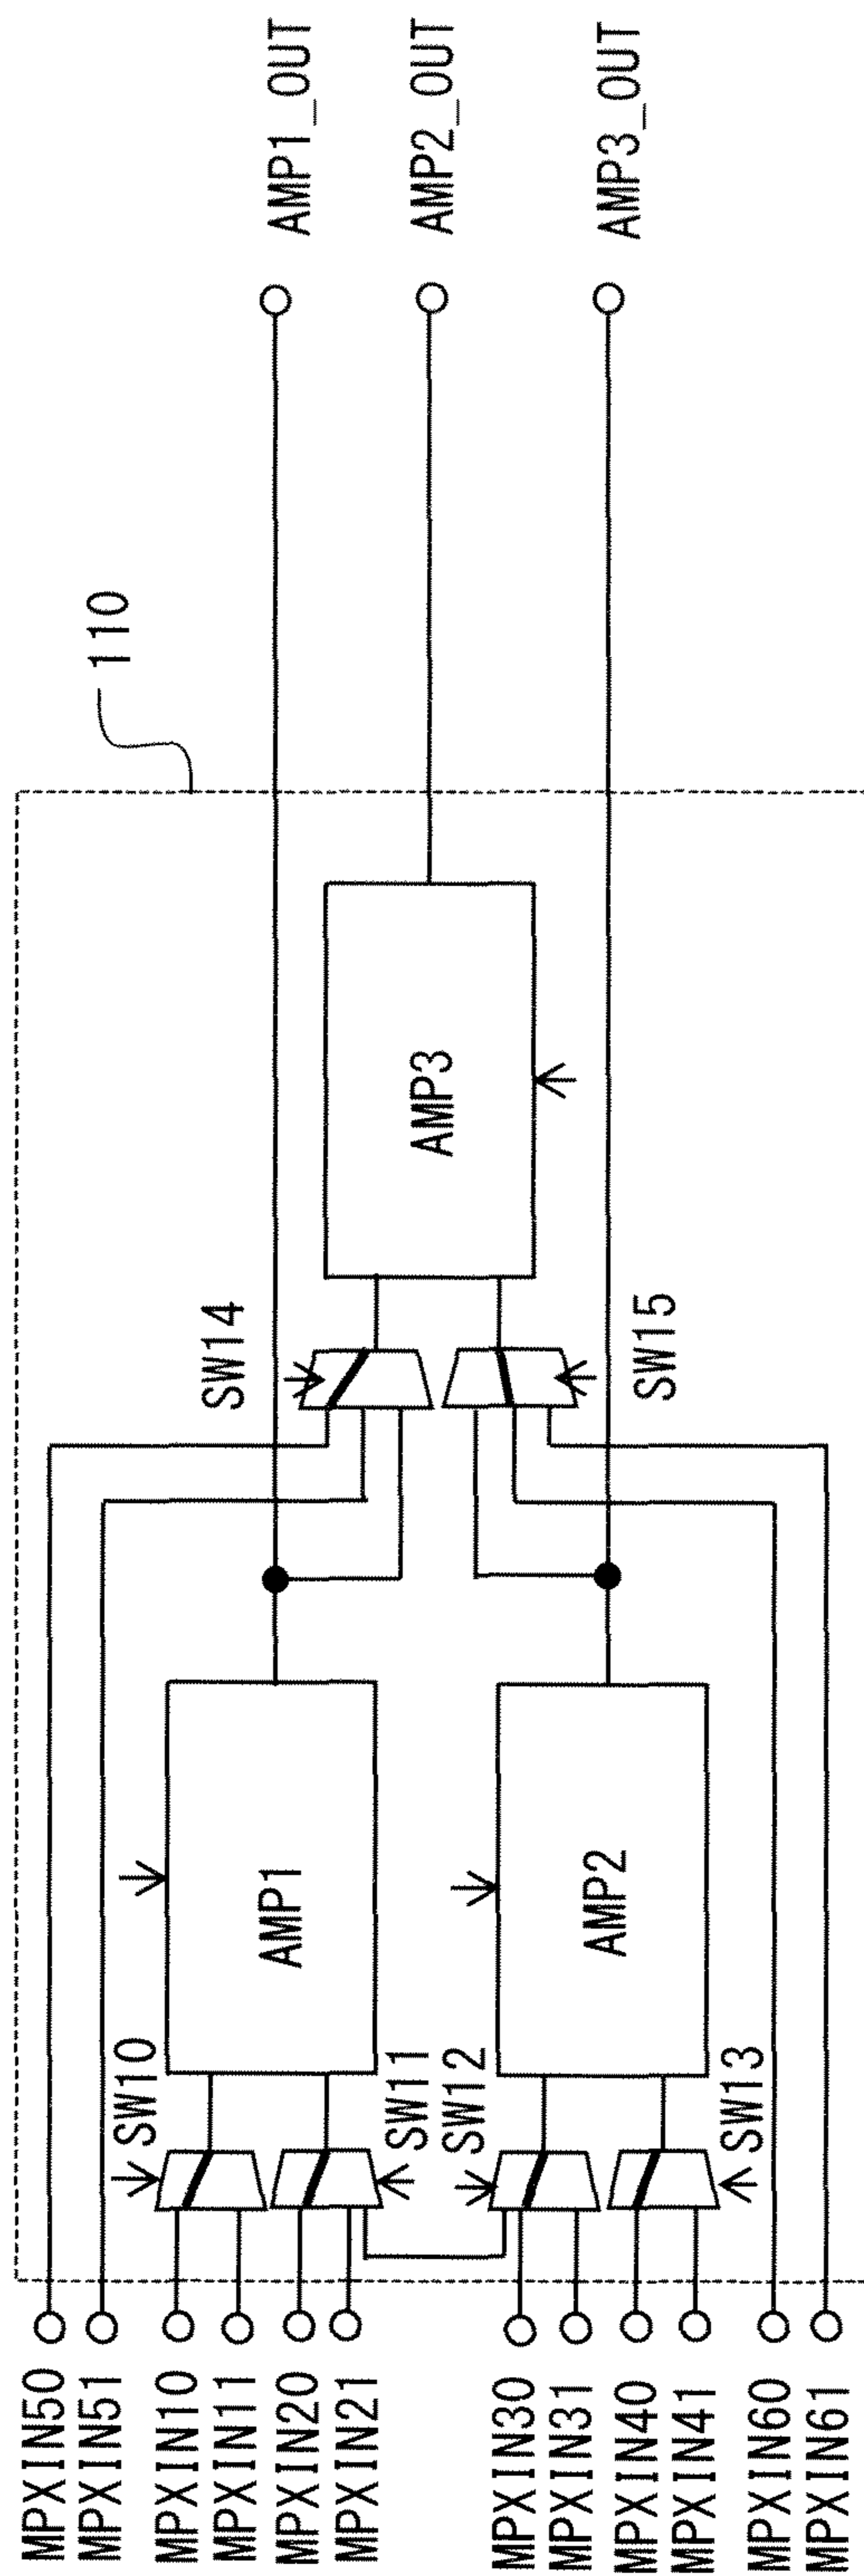 MPXIN50
MPXIN51
MPXIN10
MPXIN11
MPXIN20
MPXIN21
MPXIN30
MPXIN31
MPXIN40
MPXIN41
MPXIN60
MPXIN61
SW10
SW11
SW12
SW13
AMP1
AMP2
SW14
SW15
AMP3
110
AMP1_OUT
AMP2_OUT
AMP3_OUT